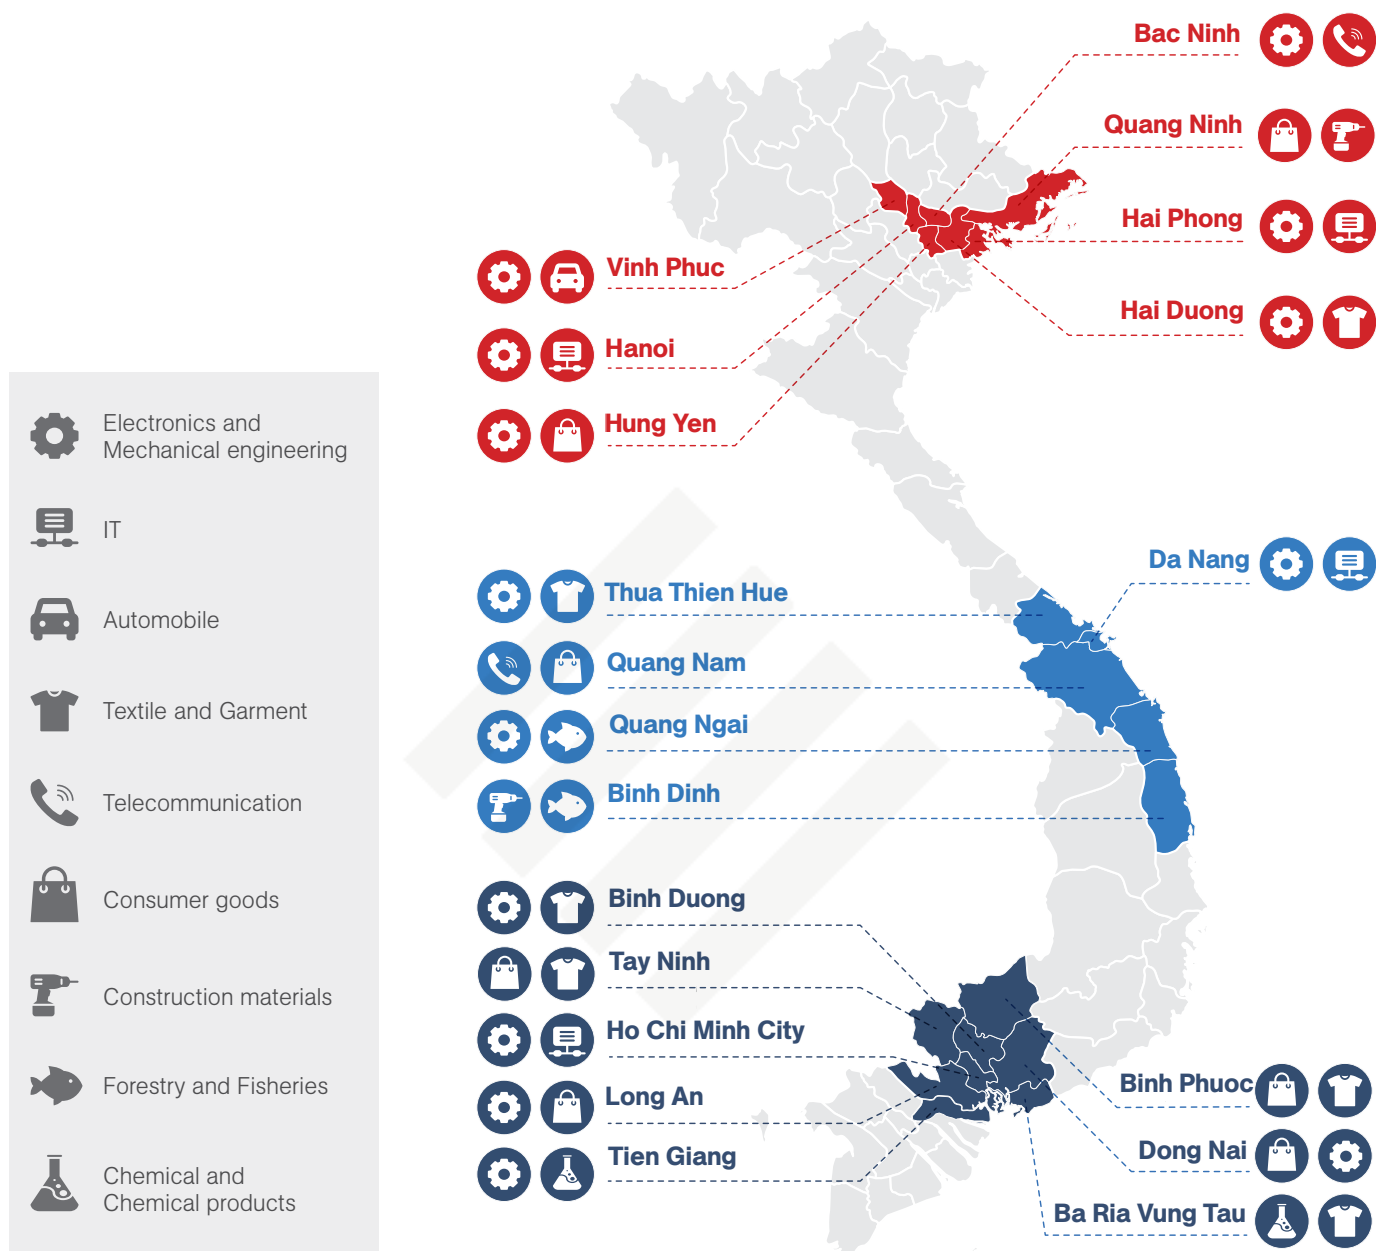 Bac Ninh
Quang Ninh
Hai Phong
Hai Duong
Vinh Phuc
Hanoi
Hung Yen
Electronics and
Mechanical engineering
IT
Automobile
Textile and Garment
Telecommunication
Consumer goods
Construction materials
Forestry and Fisheries
Chemical and
Chemical products
Da Nang
Thua Thien Hue
Quang Nam
Quang Ngai
Binh Dinh
Binh Duong
Tay Ninh
Ho Chi Minh City
Long An
Tien Giang
Binh Phuoc
Dong Nai
Ba Ria Vung Tau